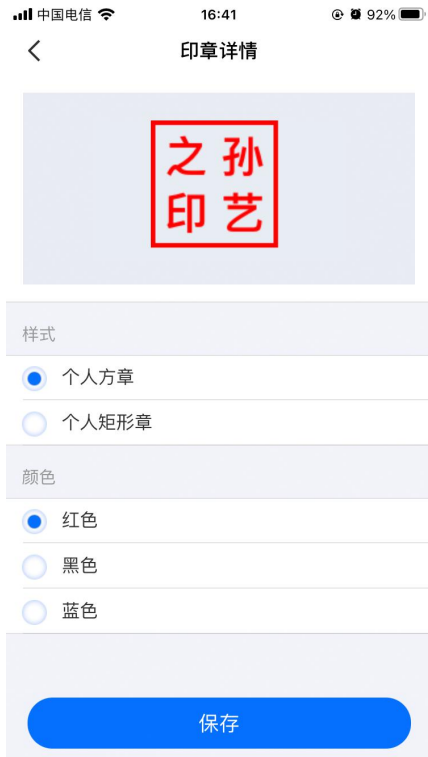 中国电信 16:41 92%
印章详情
之孙
印艺
样式
个人方章
个人矩形章
颜色
红色
黑色
蓝色
保存